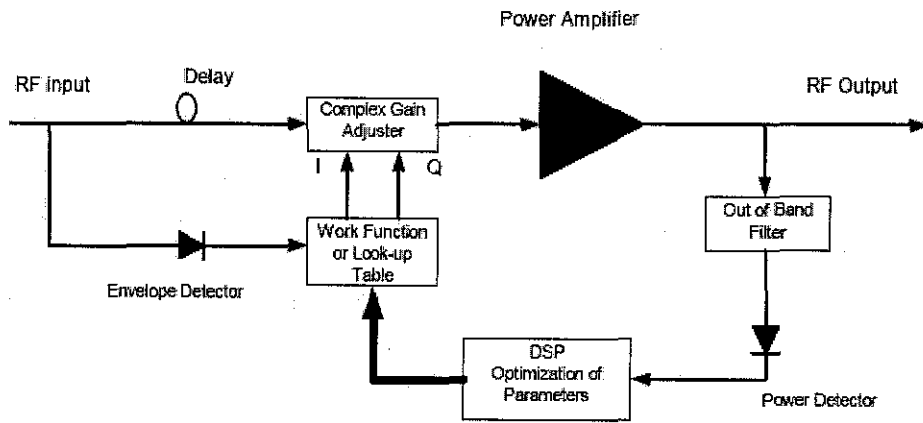 Power Amplifier
RF input
Delay
RF Output
Complex Gain
Adjuster
I
Q
Out of Band
Filter
Work Function
or Look-up
Table
Envelope Detector
DSP
Optimization of
Parameters
Power Detector